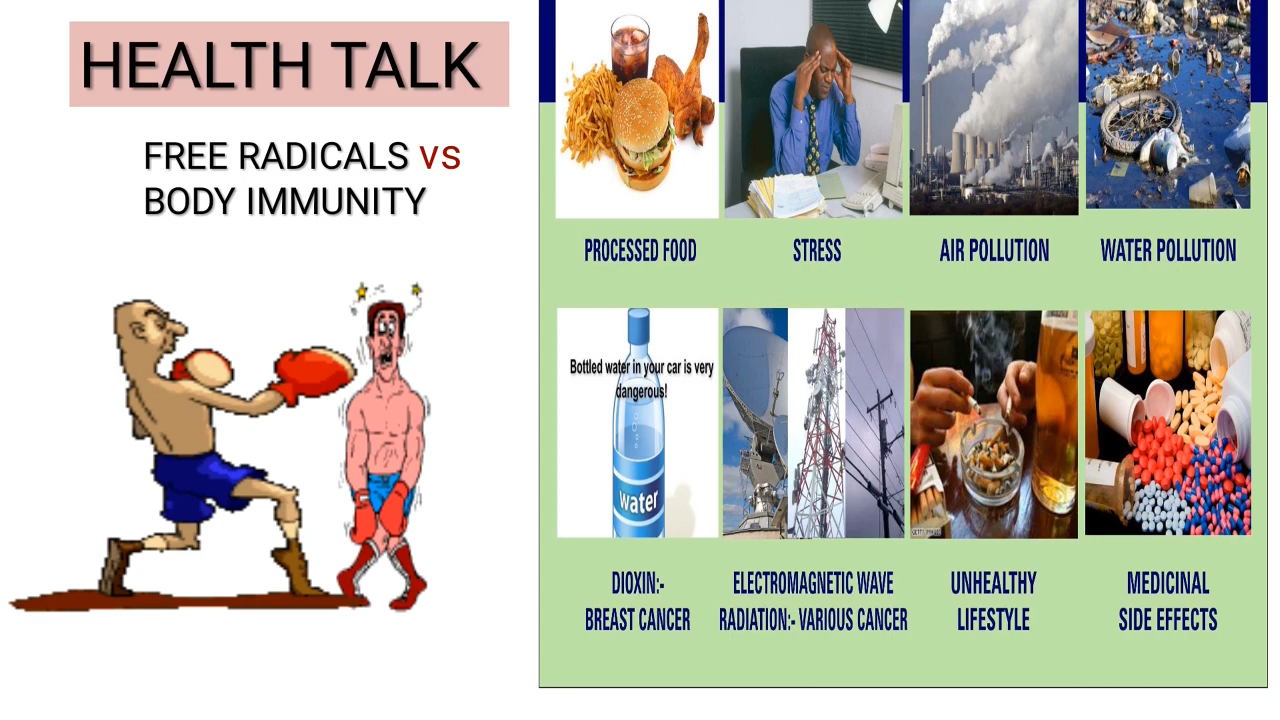 HEALTH TALK
FREE RADICALS vs
BODY IMMUNITY
PROCESSED FOOD
STRESS
AIR POLLUTION
WATER POLLUTION
Bottled water in your car is very
dangerous!
water
DIOXIN:-
BREAST CANCER
ELECTROMAGNETIC WAVE
RADIATION:- VARIOUS CANCER
UNHEALTHY
LIFESTYLE
MEDICINAL
SIDE EFFECTS